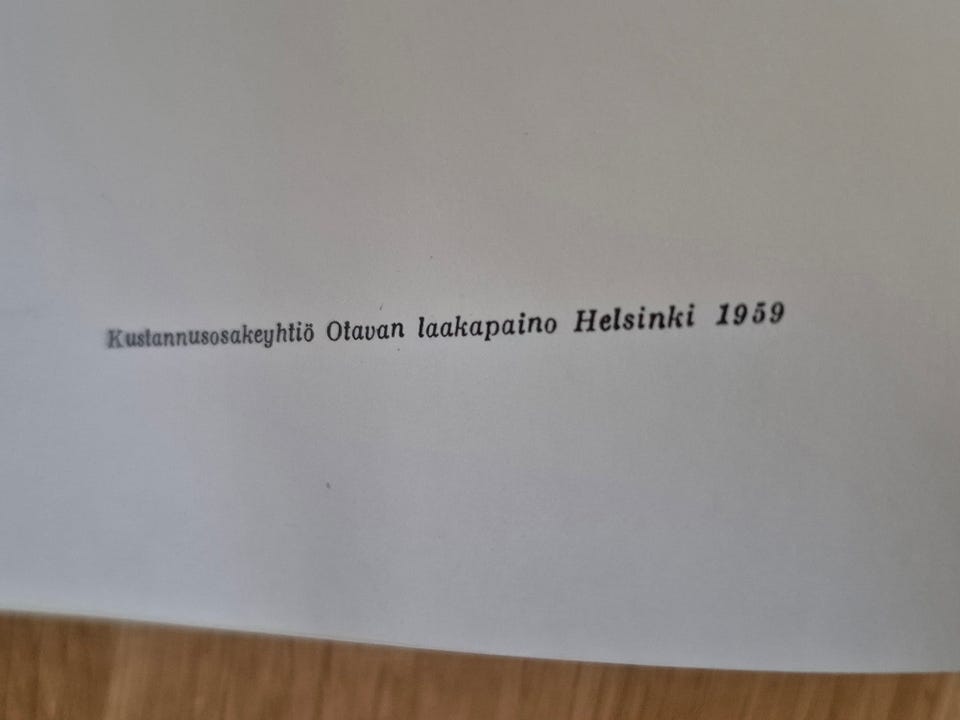 Kustannusosakeyhtiö Otavan laakapaino Helsinki 1959